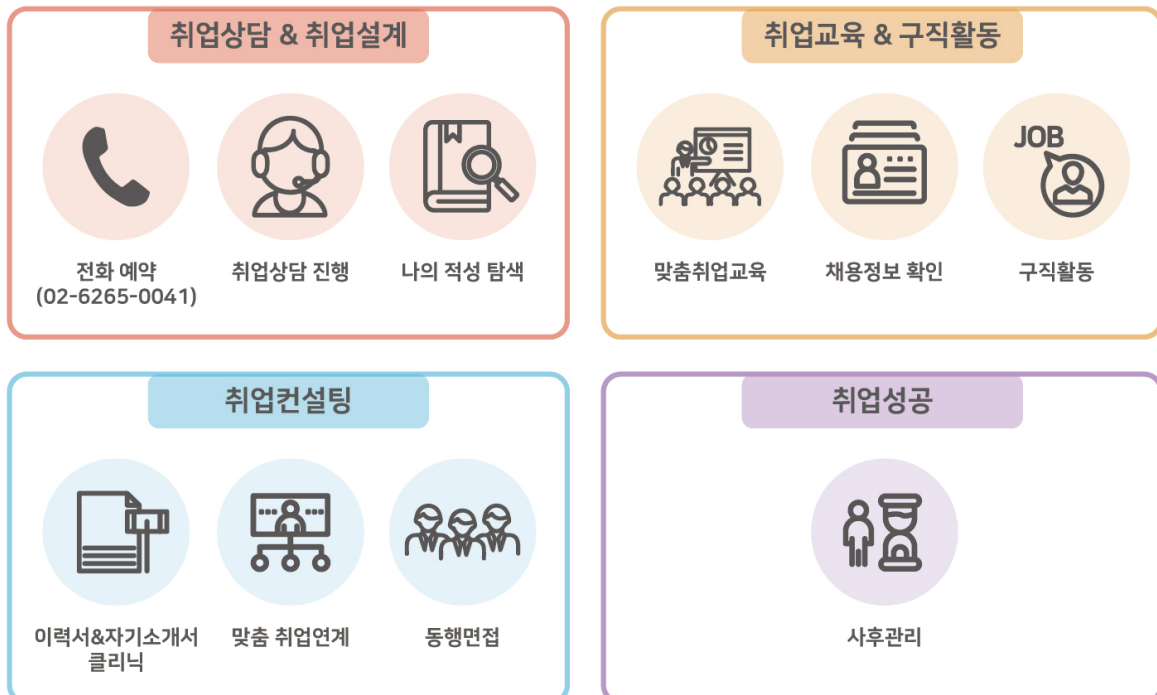 취업상담 & 취업설계
전화 예약
(02-6265-0041)
취업상담 진행
나의 적성 탐색
취업교육 & 구직활동
맞춤취업교육
JOB
채용정보 확인
구직활동
취업컨설팅
이력서&자기소개서
클리닉
맞춤 취업연계
동행면접
취업성공
사후관리